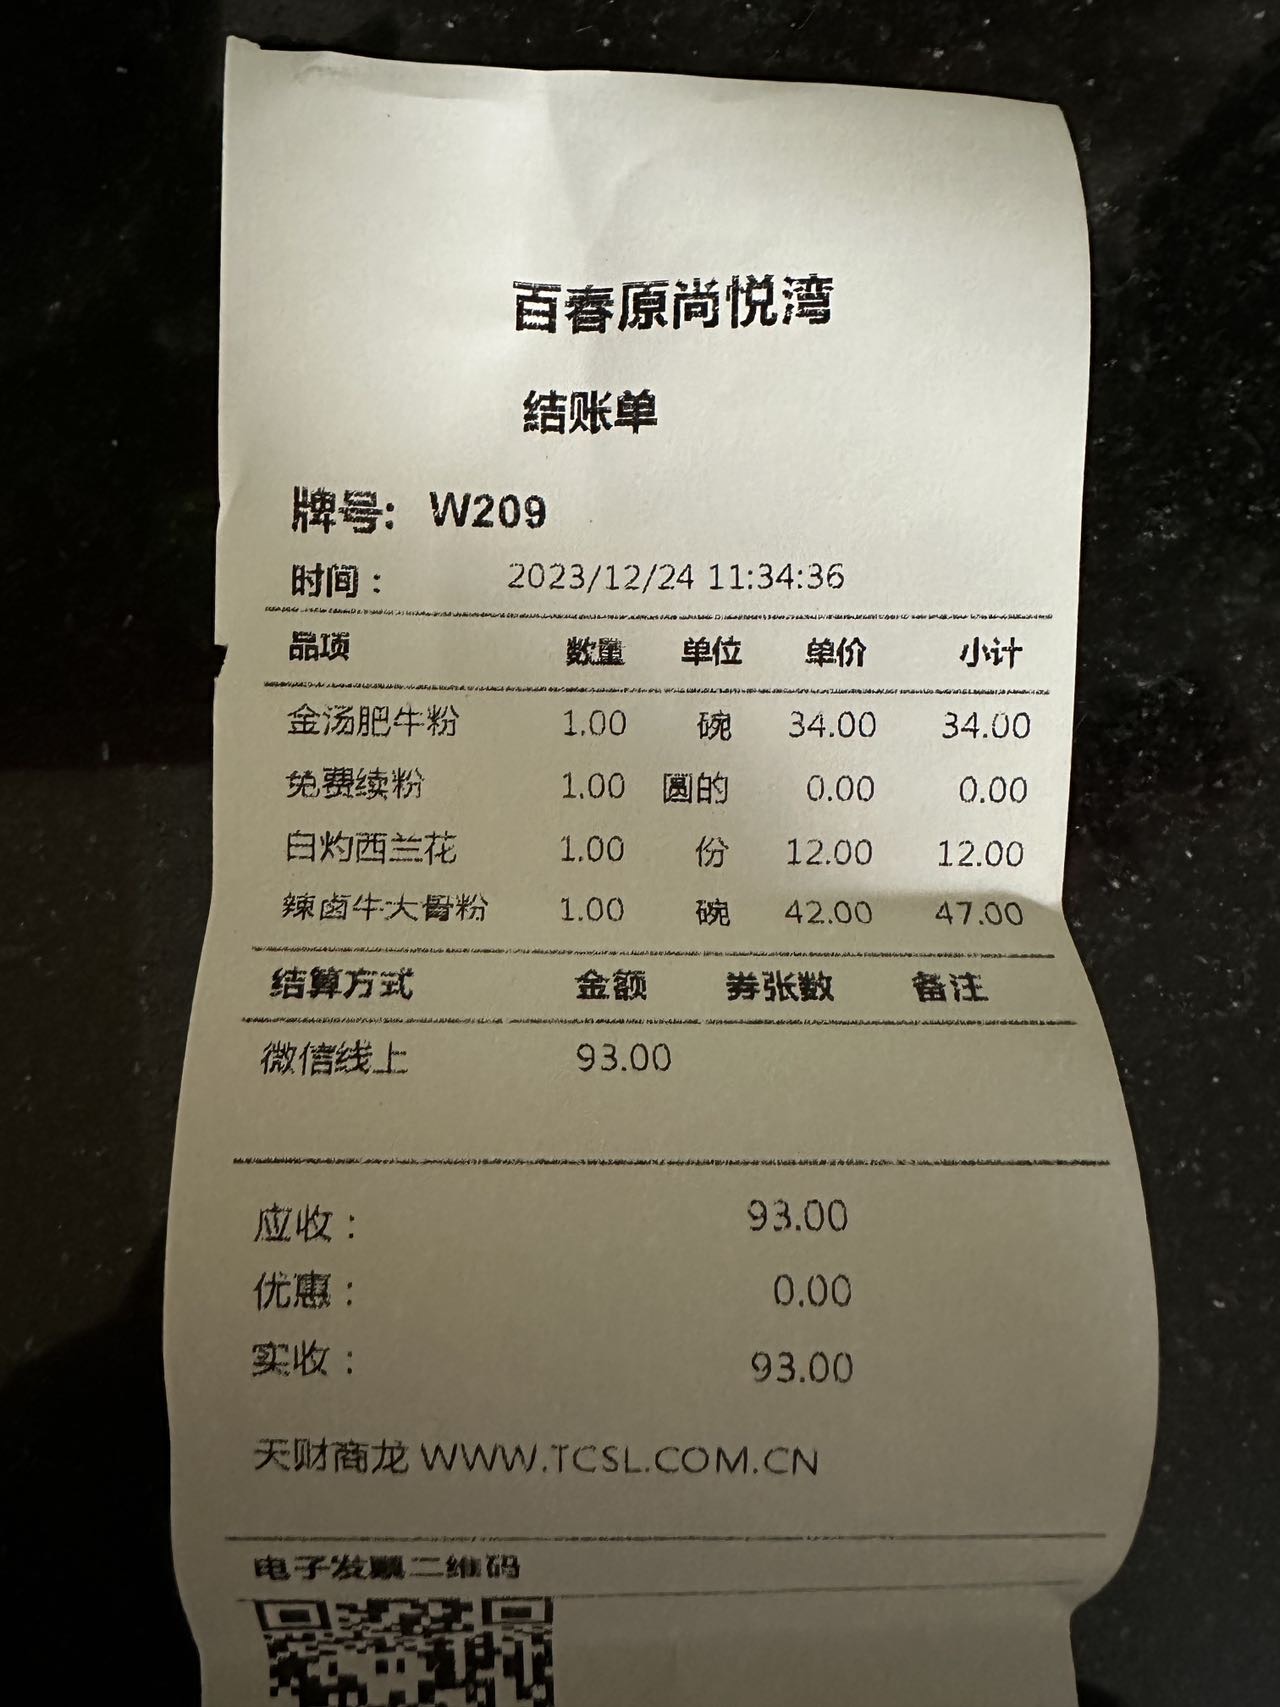 百春原尚悦湾
结账单
牌号: W209
时间: 2023/12/24 11:34:36
品项 数量 单位 单价 小计
金汤肥牛粉 1.00 碗 34.00 34.00
免费续粉 1.00 圆的 0.00 0.00
白灼西兰花 1.00 份 12.00 12.00
辣卤牛大骨粉 1.00 碗 42.00 47.00
结算方式 金额 券张数 备注
微信线上 93.00
应收: 93.00
优惠: 0.00
实收: 93.00
天财商龙 WWW.TCSL.COM.CN
电子发票二维码